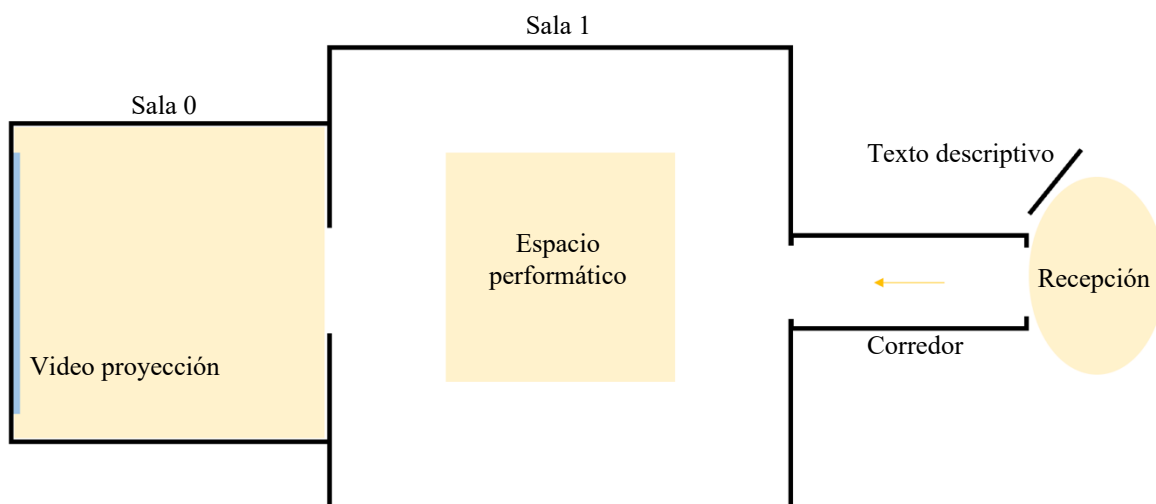 Sala 1
Sala 0
Texto descriptivo
Espacio
performático
Recepción
Corredor
Video proyección